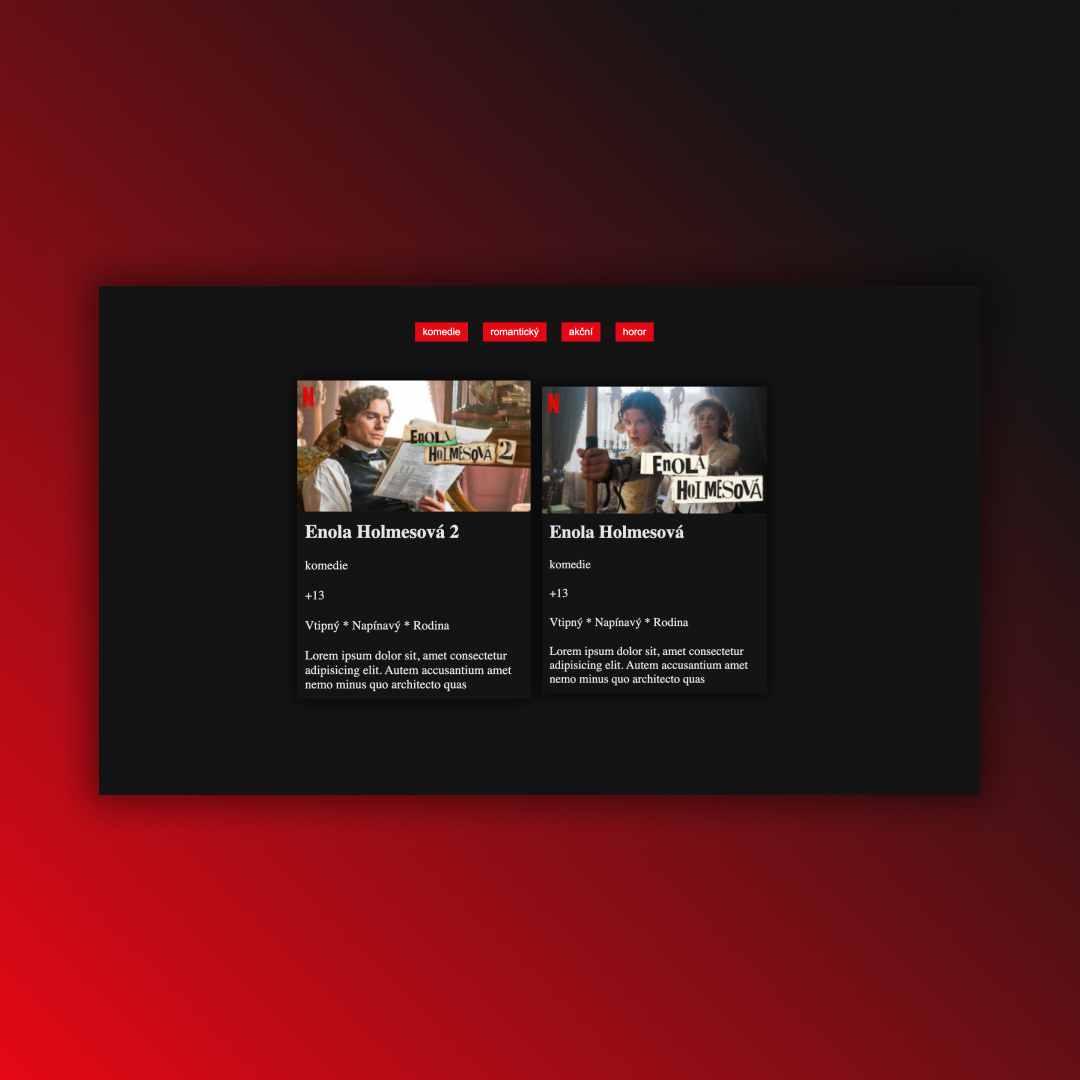 komedie romantický akční horor
N
ENOLA
HOLMESOVÁ 2
Enola Holmesová 2
komedie
+13
Vtipný * Napínavý * Rodina
Lorem ipsum dolor sit, amet consectetur
adipisicing elit. Autem accusantium amet
nemo minus quo architecto quas
N
ENOLA
HOLMESOVÁ
Enola Holmesová
komedie
+13
Vtipný * Napínavý * Rodina
Lorem ipsum dolor sit, amet consectetur
adipisicing elit. Autem accusantium amet
nemo minus quo architecto quas